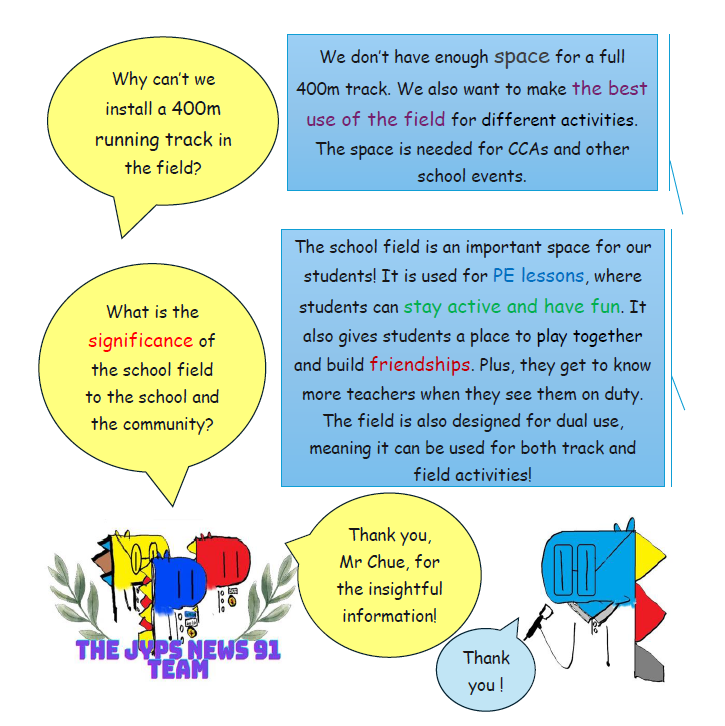 Why can't we
install a 400m
running track in
the field?
We don't have enough space for a full
400m track. We also want to make the best
use of the field for different activities.
The space is needed for CCAs and other
school events.
What is the
significance of
the school field
to the school and
the community?
The school field is an important space for our
students! It is used for PE lessons, where
students can stay active and have fun. It
also gives students a place to play together
and build friendships. Plus, they get to know
more teachers when they see them on duty.
The field is also designed for dual use,
meaning it can be used for both track and
field activities!
Thank you,
Mr Chue, for
the insightful
information!
Thank
you !
THE JYPS NEWS 91
TEAM